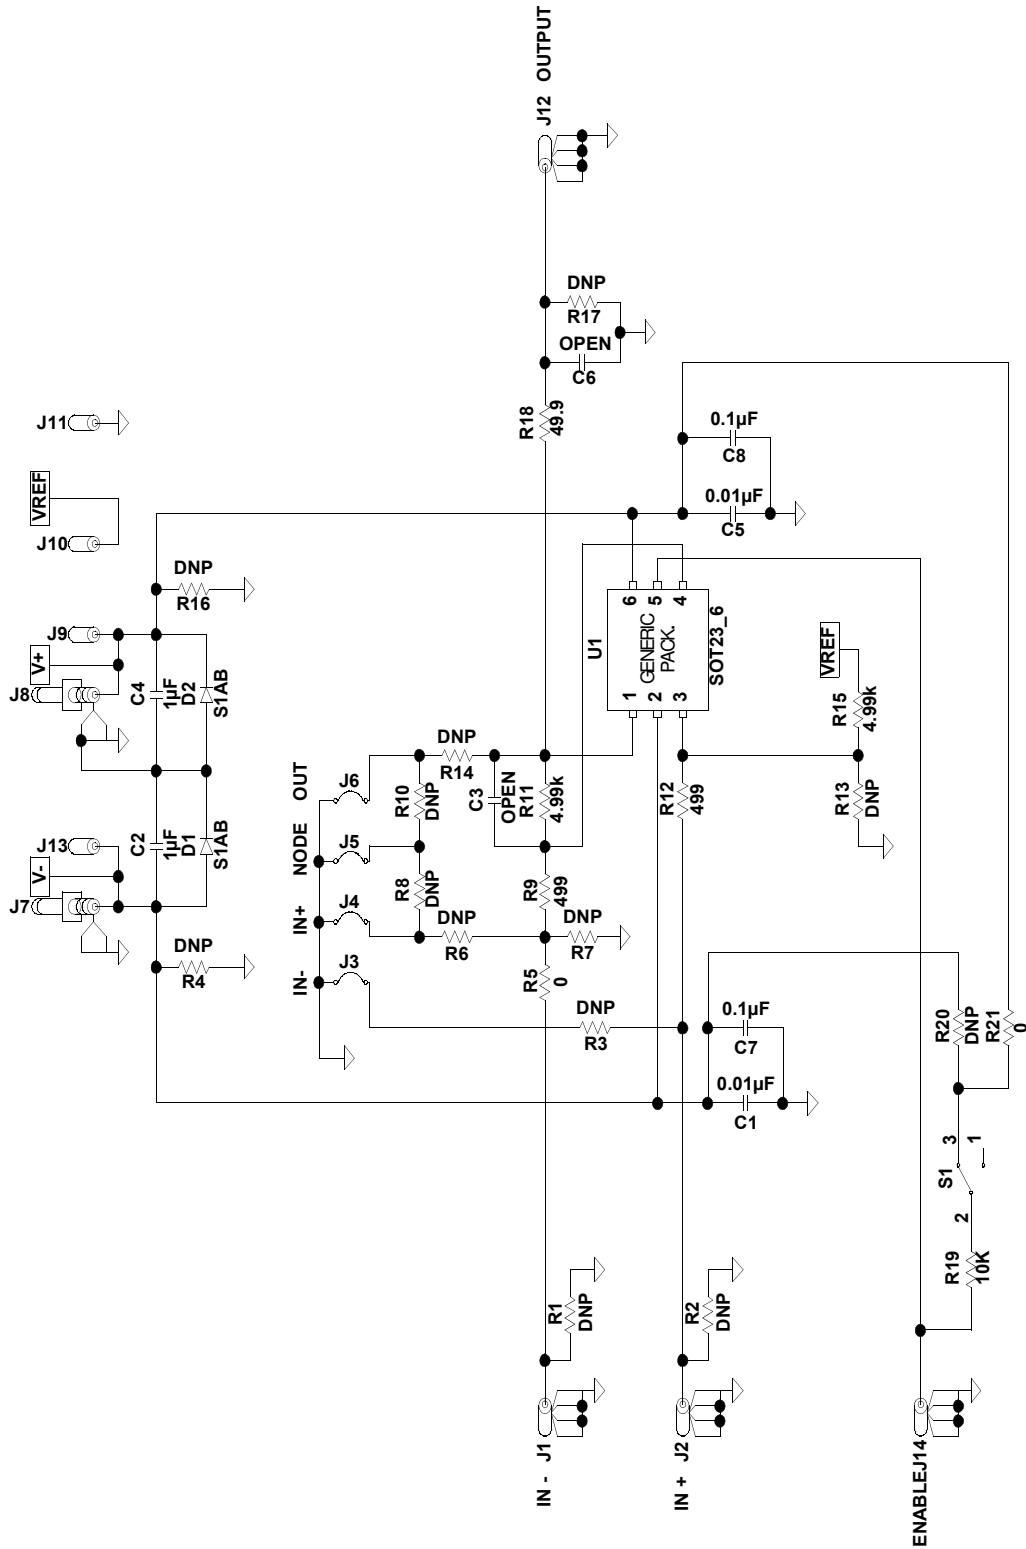 J12 OUTPUT
DNP
R17
OPEN
C6
R18
49.9
J11
VREF
J10
0.1µF
C8
0.01µF
C5
DNP
R16
J9
V+
J8
C4
1µF
D2
S1AB
U1
6
5
4
GENERIC
PACK.
1
2
3
SOT23_6
VREF
R15
4.99k
R13
DNP
DNP
R14
OUT
J6
R10
DNP
C3
OPEN
R11
4.99k
R12
499
NODE
J5
J13
V-
J7
C2
1µF
D1
S1AB
R8
DNP
R9
499
IN+
J4
DNP
R6
DNP
R7
IN-
J3
R5
0
DNP
R4
DNP
R3
0.1µF
C7
0.01µF
C1
R20
DNP
R21
0
3
1
S1
2
R19
10K
R1
DNP
R2
DNP
IN - J1
IN + J2
ENABLEJ14